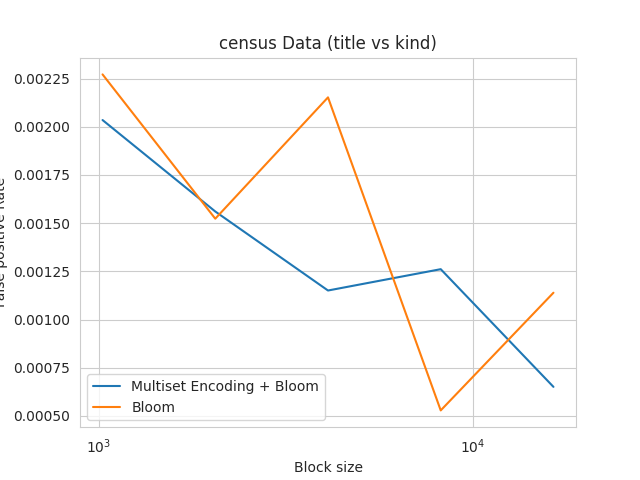 census Data (title vs kind)
0.00225
0.00200
0.00175
0.00150
0.00125
0.00100
0.00075
0.00050
positive Rate
Multiset Encoding + Bloom
Bloom
10³
10⁴
Block size